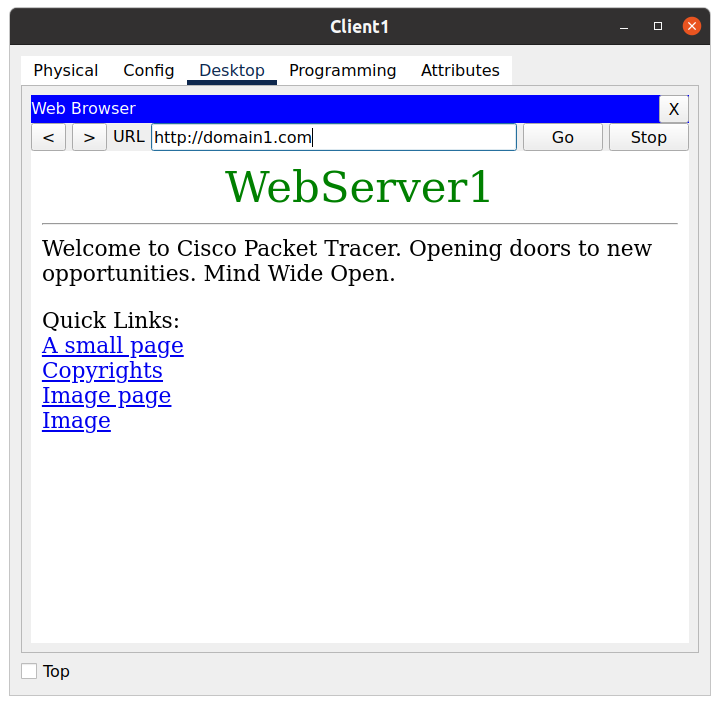 Client1
Physical Config Desktop Programming Attributes
Web Browser X
< > URL http://domain1.com Go Stop
WebServer1
Welcome to Cisco Packet Tracer. Opening doors to new
opportunities. Mind Wide Open.
Quick Links:
A small page
Copyrights
Image page
Image
Top